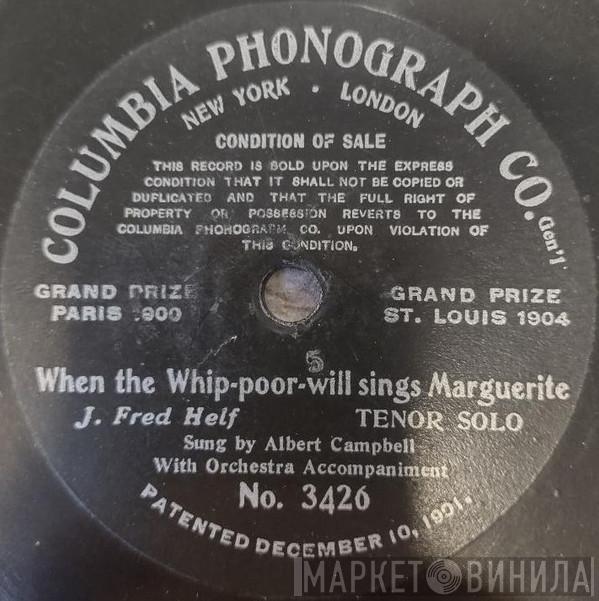 COLUMBIA PHONOGRAPH CO. Gen'l
NEW YORK · LONDON
CONDITION OF SALE
THIS RECORD IS SOLD UPON THE EXPRESS
CONDITION THAT IT SHALL NOT BE COPIED OR
DUPLICATED AND THAT THE FULL RIGHT OF
PROPERTY OR POSSESSION REVERTS TO THE
COLUMBIA PHONOGRAPH CO. UPON VIOLATION OF
THIS CONDITION.
GRAND PRIZE
PARIS 1900
GRAND PRIZE
ST. LOUIS 1904
5
When the Whip-poor-will sings Marguerite
J. Fred Helf TENOR SOLO
Sung by Albert Campbell
With Orchestra Accompaniment
No. 3426
PATENTED DECEMBER 10, 1901.
МАРКЕТ ВИНИЛА